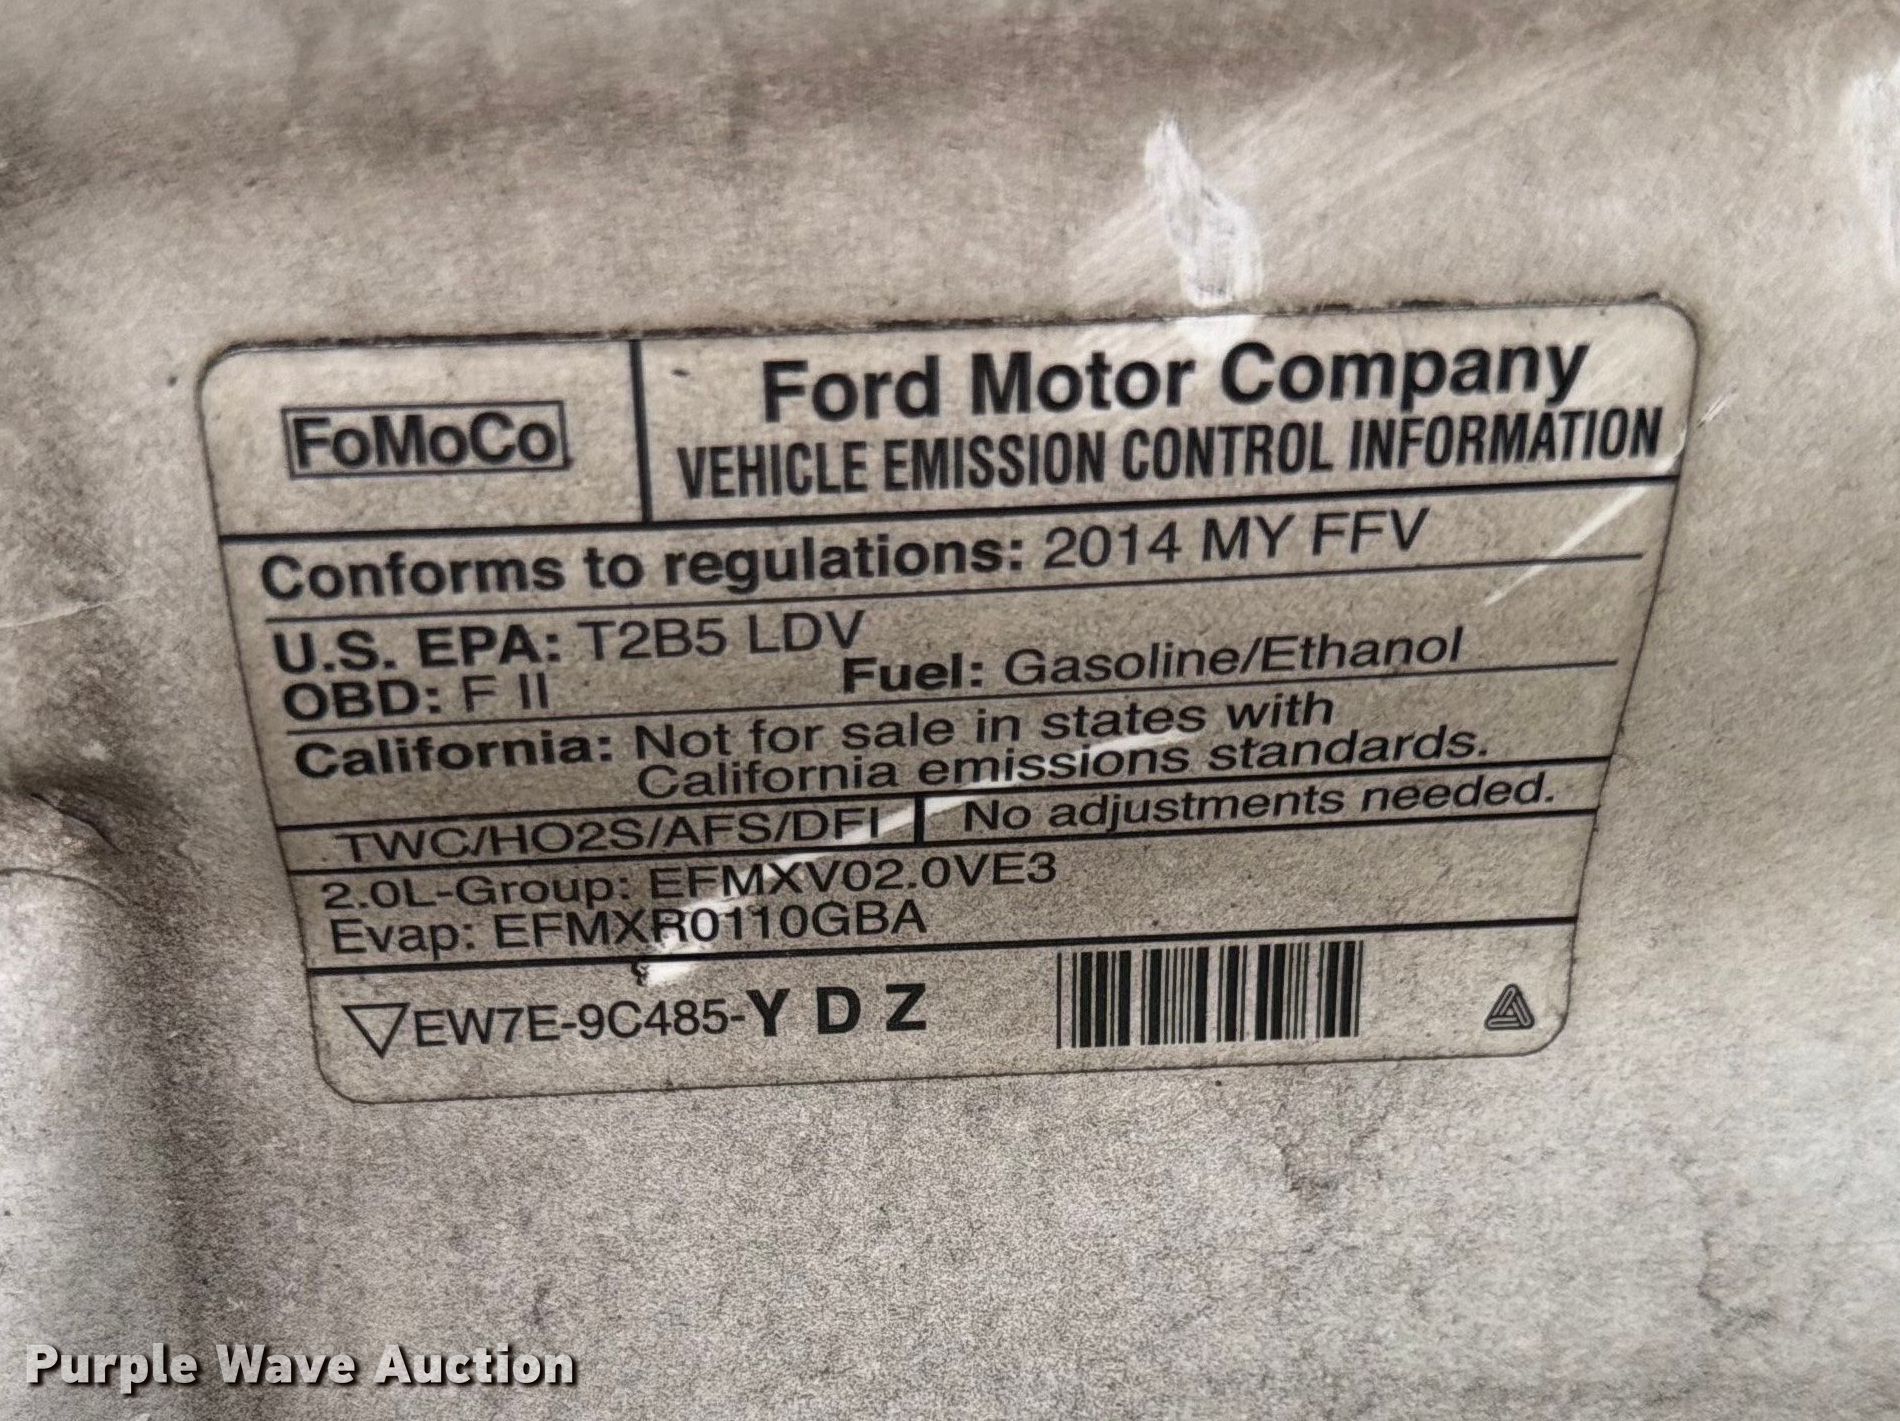 FoMoCo
Ford Motor Company
VEHICLE EMISSION CONTROL INFORMATION
Conforms to regulations: 2014 MY FFV
U.S. EPA: T2B5 LDV
OBD: F II Fuel: Gasoline/Ethanol
California: Not for sale in states with
California emissions standards.
TWC/HO2S/AFS/DFI No adjustments needed.
2.0L-Group: EFMXV02.0VE3
Evap: EFMXR0110GBA
EW7E-9C485-Y D Z
Purple Wave Auction